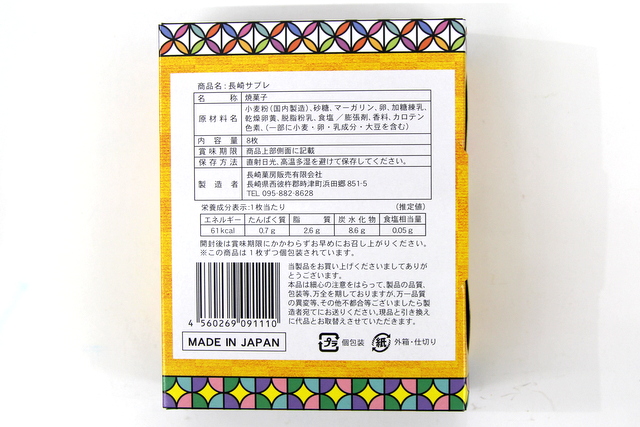 商品名:長崎サブレ
名 称 焼菓子
原材料名 小麦粉(国内製造)、砂糖、マーガリン、卵、加糖練乳、
乾燥卵黄、脱脂粉乳、食塩/膨張剤、香料、カロテン
色素、(一部に小麦・卵・乳成分・大豆を含む)
内容量 8枚
賞味期限 商品上部側面に記載
保存方法 直射日光、高温多湿を避けて保存してください。
製造者 長崎菓房販売有限会社
長崎県西彼杵郡時津町浜田郷851-5
TEL 095-882-8628
栄養成分表示:1枚当たり (推定値)
エネルギー たんぱく質 脂質 炭水化物 食塩相当量
61kcal 0.7g 2.6g 8.6g 0.05g
開封後は賞味期限にかかわらずお早めにお召し上がりください。
※この商品は1枚ずつ個包装されています。
当製品をお買い上げくださいましてありが
とうございます。
本品は細心の注意をはらって、製品の品質、
包装等、万全を期しておりますが、万一品質
の異変等、その他不都合等ございましたら製
造者宛てにお送りください。現品と引き換え
に代品とお取替えさせていただきます。
4 560269 091110
MADE IN JAPAN
プラ 個包装 紙 外箱・仕切り